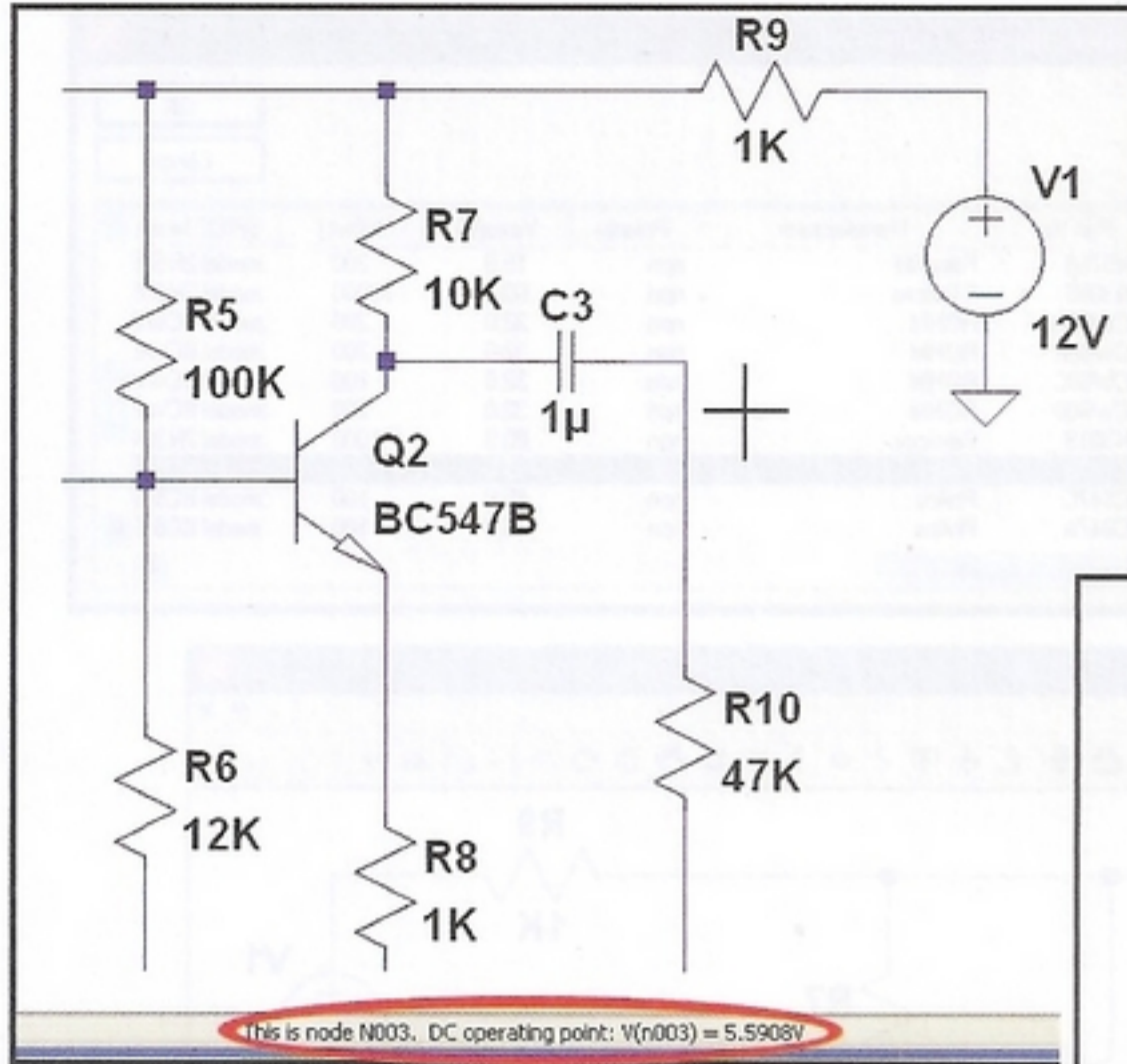 R9
1K
V1
12V
R7
10K
C3
1µ
R5
100K
Q2
BC547B
R10
47K
R6
12K
R8
1K
This is node N003. DC operating point: V(n003) = 5.5908V